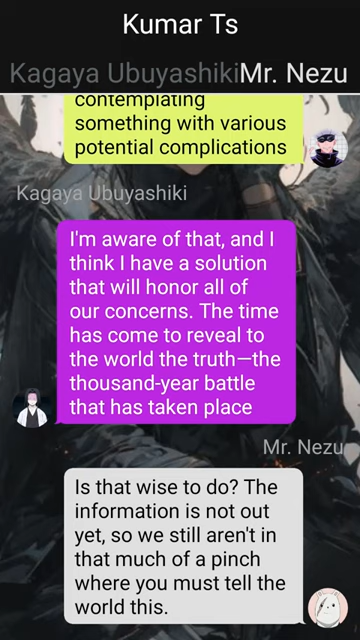 Kumar Ts
Kagaya Ubuyashiki Mr. Nezu
contemplating
something with various
potential complications
Kagaya Ubuyashiki
I'm aware of that, and I
think I have a solution
that will honor all of
our concerns. The time
has come to reveal to
the world the truth—the
thousand-year battle
that has taken place
Mr. Nezu
Is that wise to do? The
information is not out
yet, so we still aren't in
that much of a pinch
where you must tell the
world this.